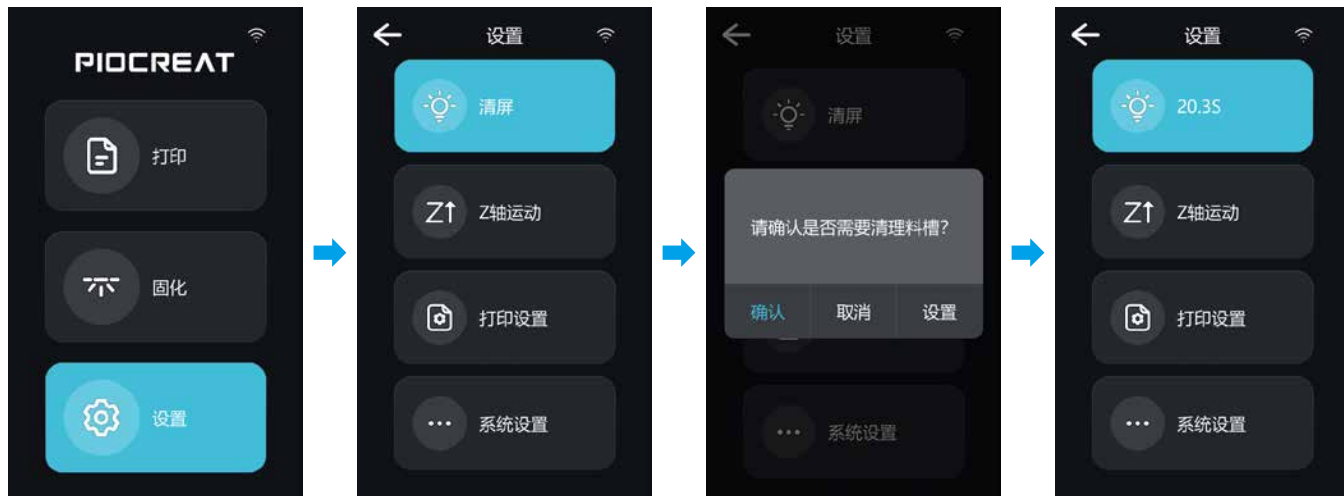 PIOCREAT
打印
固化
设置
设置
清屏
Z轴运动
打印设置
系统设置
设置
清屏
请确认是否需要清理料槽?
确认 取消 设置
系统设置
设置
20.3S
Z轴运动
打印设置
系统设置